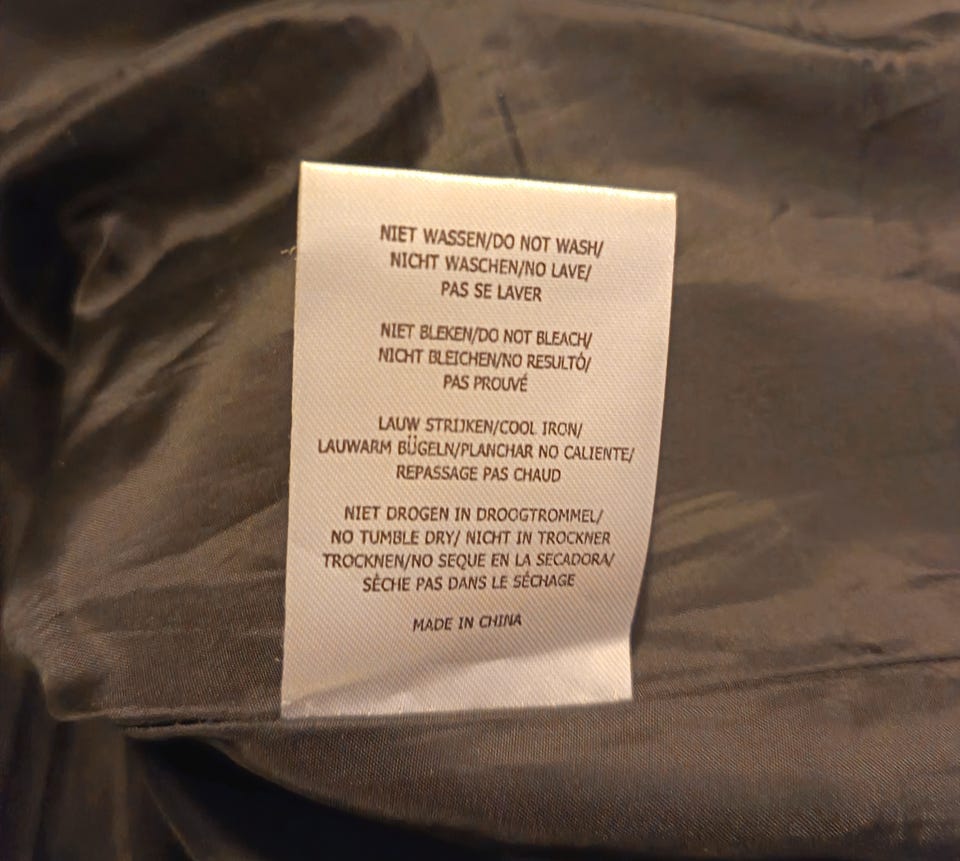 NIET WASSEN/DO NOT WASH/
NICHT WASCHEN/NO LAVE/
PAS SE LAVER
NIET BLEKEN/DO NOT BLEACH/
NICHT BLEICHEN/NO RESULTÓ/
PAS PROUVÉ
LAUW STRIJKEN/COOL IRON/
LAUWARM BÜGELN/PLANCHAR NO CALIENTE/
REPASSAGE PAS CHAUD
NIET DROGEN IN DROOGTROMMEL/
NO TUMBLE DRY/ NICHT IN TROCKNER
TROCKNEN/NO SEQUE EN LA SECADORA/
SÈCHE PAS DANS LE SÉCHAGE
MADE IN CHINA